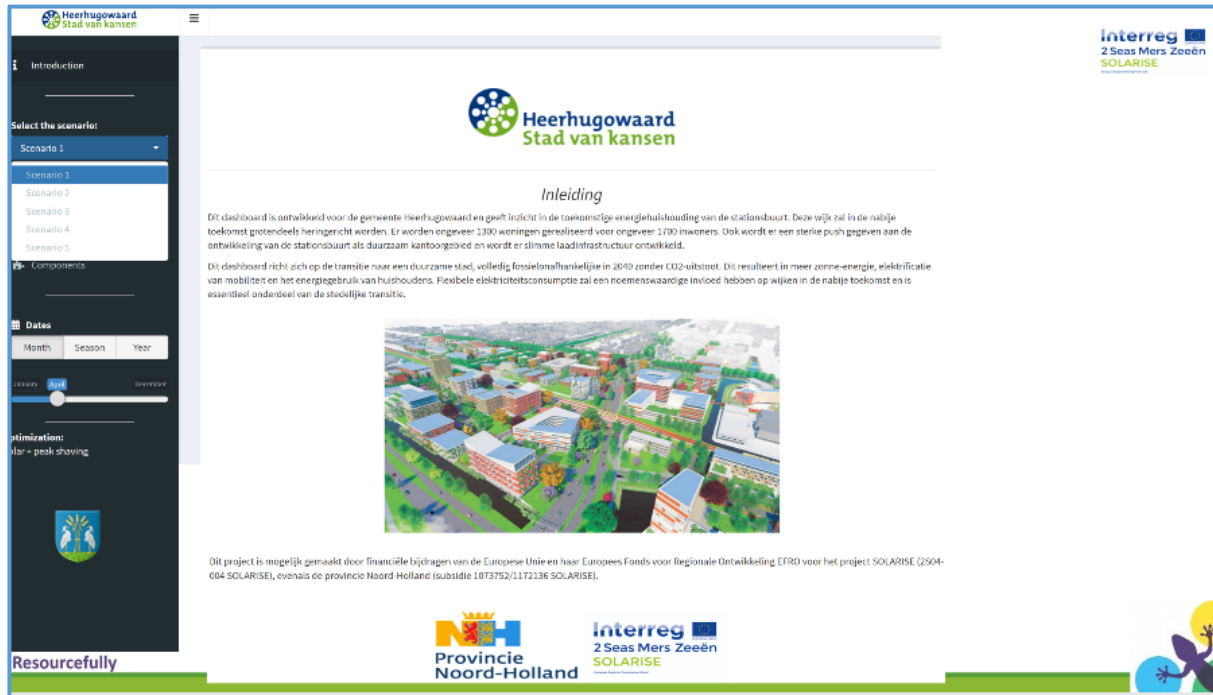 Heerhugowaard
Stad van kansen
Interreg
2 Seas Mers Zeeën
SOLARISE
Introduction
Select the scenario:
Scenario 1
Scenario 1
Scenario 2
Scenario 3
Scenario 4
Scenario 5
Components
Dates
Month Season Year
April December
ptimization:
lar + peak shaving
Heerhugowaard
Stad van kansen
Inleiding
Dit dashboard is ontwikkeld voor de gemeente Heerhugowaard en geeft inzicht in de toekomstige energiehuishouding van de stationsbuurt. Deze wijk zal in de nabije
toekomst grotendeels heringericht worden. Er worden ongeveer 1300 woningen gerealiseerd voor ongeveer 1700 inwoners. Ook wordt er een sterke push gegeven aan de
ontwikkeling van de stationsbuurt als duurzaam kantoorgebied en wordt er slimme laadinfrastructuur ontwikkeld.
Dit dashboard richt zich op de transitie naar een duurzame stad, volledig fossielonafhankelijke in 2040 zonder CO2-uitstoot. Dit resulteert in meer zonne-energie, elektrificatie
van mobiliteit en het energiegebruik van huishoudens. Flexibele elektriciteitsconsumptie zal een noemenswaardige invloed hebben op wijken in de nabije toekomst en is
essentieel onderdeel van de stedelijke transitie.
Dit project is mogelijk gemaakt door financiële bijdragen van de Europese Unie en haar Europees Fonds voor Regionale Ontwikkeling EFRO voor het project SOLARISE (2S04-
004 SOLARISE), evenals de provincie Noord-Holland (subsidie 1073752/1172136 SOLARISE).
NH
Provincie
Noord-Holland
Interreg
2 Seas Mers Zeeën
SOLARISE
Resourcefully